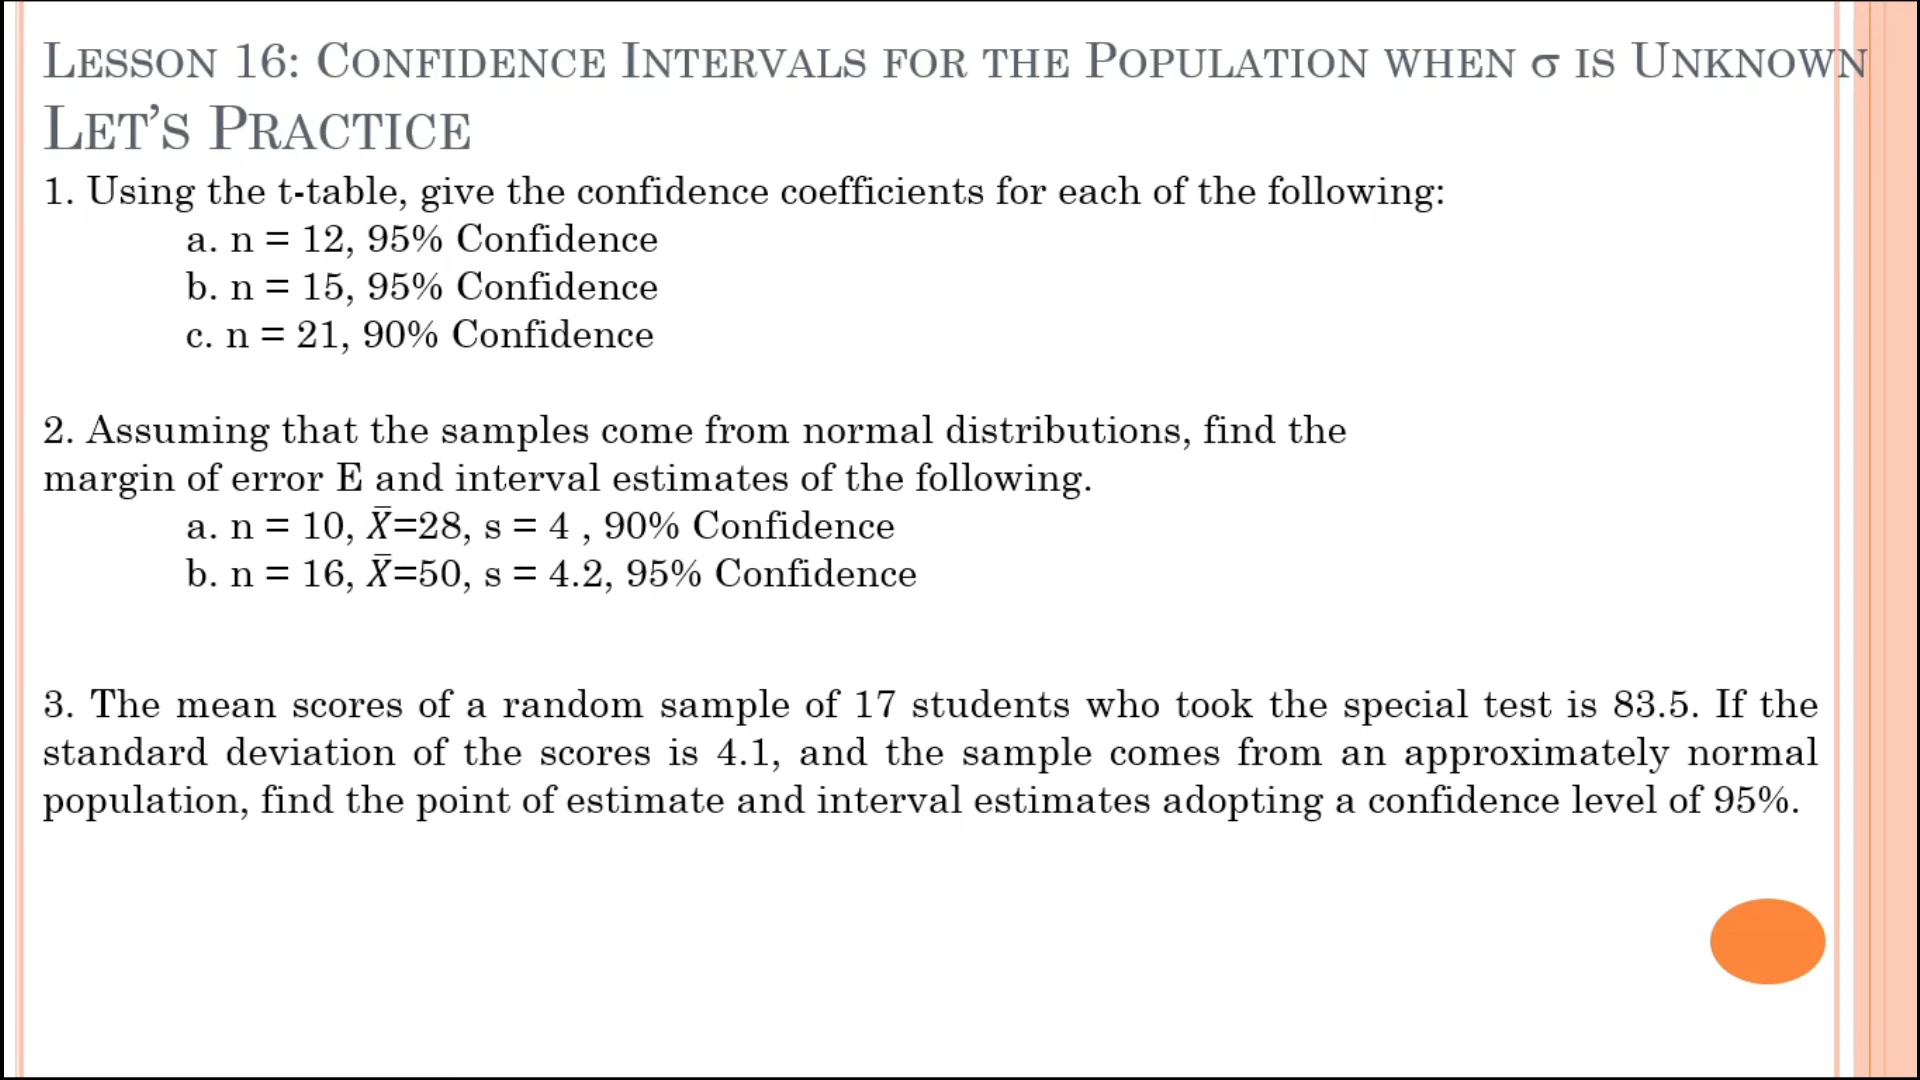 LESSON 16: CONFIDENCE INTERVALS FOR THE POPULATION WHEN σ IS UNKNOWN
LET’S PRACTICE
1. Using the t-table, give the confidence coefficients for each of the following:
a. n = 12, 95% Confidence
b. n = 15, 95% Confidence
c. n = 21, 90% Confidence
2. Assuming that the samples come from normal distributions, find the
margin of error E and interval estimates of the following.
a. n = 10, X̅=28, s = 4 , 90% Confidence
b. n = 16, X̅=50, s = 4.2, 95% Confidence
3. The mean scores of a random sample of 17 students who took the special test is 83.5. If the
standard deviation of the scores is 4.1, and the sample comes from an approximately normal
population, find the point of estimate and interval estimates adopting a confidence level of 95%.